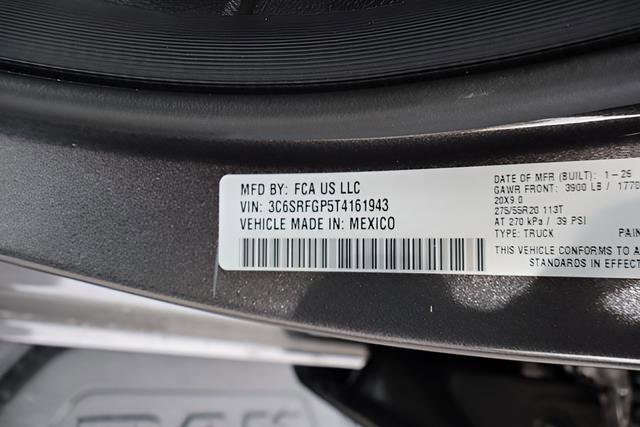 MFD BY: FCA US LLC
VIN: 3C6SRFGP5T4161943
VEHICLE MADE IN: MEXICO
DATE OF MFR (BUILT): 1-26
GAWR FRONT: 3900 LB / 1770
20X9.0
275/55R20 113T
AT 270 kPa / 39 PSI
TYPE: TRUCK
THIS VEHICLE CONFORMS TO A
STANDARDS IN EFFECT